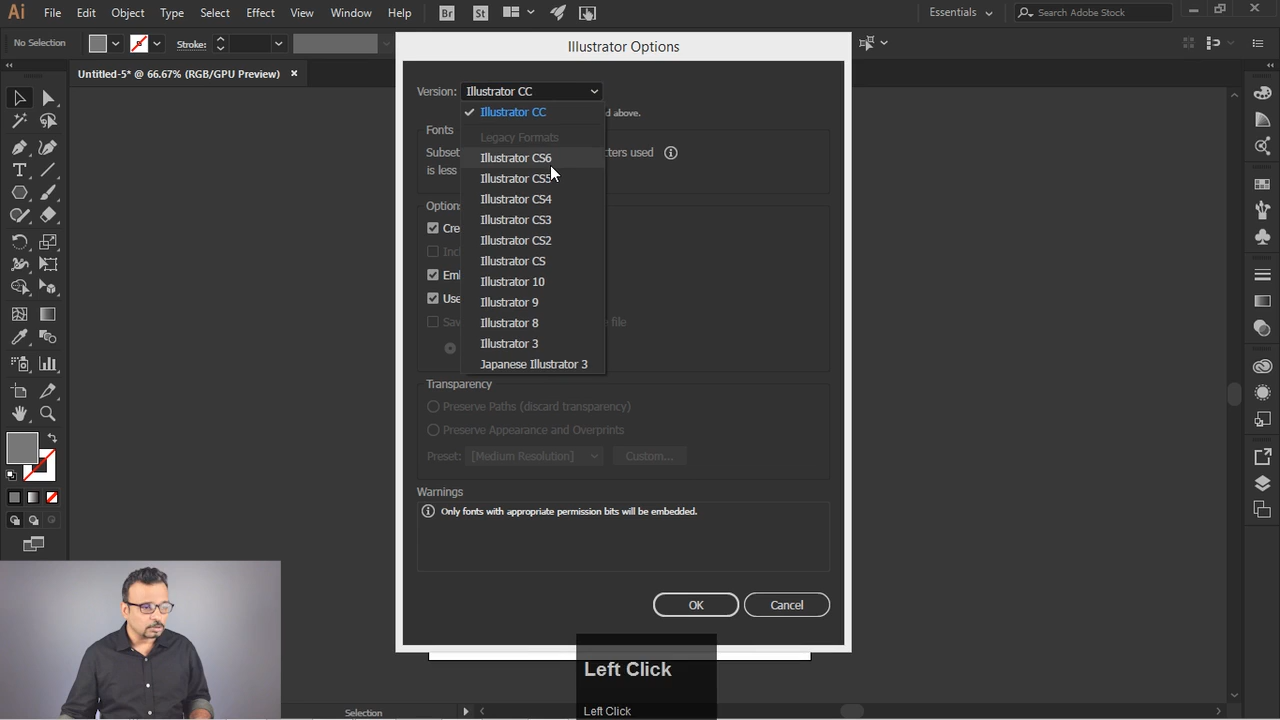 Ai File Edit Object Type Select Effect View Window Help Br St Essentials Search Adobe Stock
No Selection Stroke:
Illustrator Options
Untitled-5* @ 66.67% (RGB/GPU Preview) ×
Version: Illustrator CC
Illustrator CC
d above.
Fonts
Legacy Formats
Subset
ters used
Illustrator CS6
is less
Illustrator CS5
Illustrator CS4
Options
Illustrator CS3
Cre
Illustrator CS2
Inc
Illustrator CS
Emb
Illustrator 10
Use
Illustrator 9
Sav
Illustrator 8
file
Illustrator 3
Japanese Illustrator 3
Transparency
Preserve Paths (discard transparency)
Preserve Appearance and Overprints
Preset: [Medium Resolution] Custom...
Warnings
Only fonts with appropriate permission bits will be embedded.
OK Cancel
Left Click
Left Click
Selection